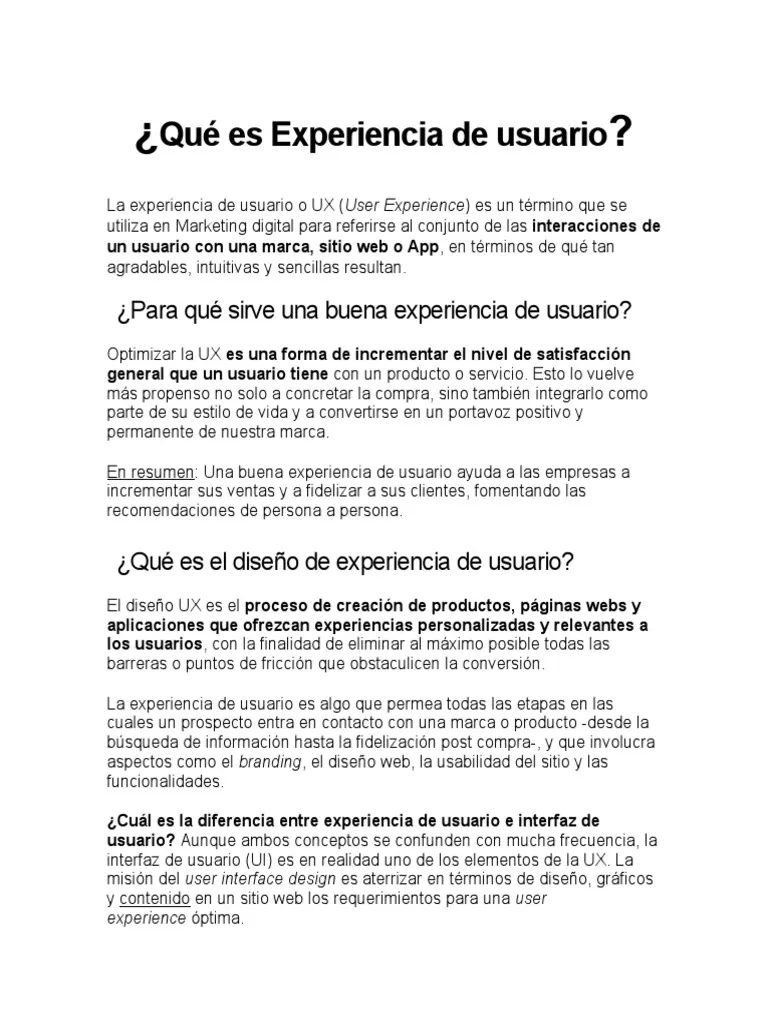 ¿Qué es Experiencia de usuario?
La experiencia de usuario o UX (User Experience) es un término que se
utiliza en Marketing digital para referirse al conjunto de las interacciones de
un usuario con una marca, sitio web o App, en términos de qué tan
agradables, intuitivas y sencillas resultan.
¿Para qué sirve una buena experiencia de usuario?
Optimizar la UX es una forma de incrementar el nivel de satisfacción
general que un usuario tiene con un producto o servicio. Esto lo vuelve
más propenso no solo a concretar la compra, sino también integrarlo como
parte de su estilo de vida y a convertirse en un portavoz positivo y
permanente de nuestra marca.
En resumen: Una buena experiencia de usuario ayuda a las empresas a
incrementar sus ventas y a fidelizar a sus clientes, fomentando las
recomendaciones de persona a persona.
¿Qué es el diseño de experiencia de usuario?
El diseño UX es el proceso de creación de productos, páginas webs y
aplicaciones que ofrezcan experiencias personalizadas y relevantes a
los usuarios, con la finalidad de eliminar al máximo posible todas las
barreras o puntos de fricción que obstaculicen la conversión.
La experiencia de usuario es algo que permea todas las etapas en las
cuales un prospecto entra en contacto con una marca o producto -desde la
búsqueda de información hasta la fidelización post compra-, y que involucra
aspectos como el branding, el diseño web, la usabilidad del sitio y las
funcionalidades.
¿Cuál es la diferencia entre experiencia de usuario e interfaz de
usuario? Aunque ambos conceptos se confunden con mucha frecuencia, la
interfaz de usuario (UI) es en realidad uno de los elementos de la UX. La
misión del user interface design es aterrizar en términos de diseño, gráficos
y contenido en un sitio web los requerimientos para una user
experience óptima.